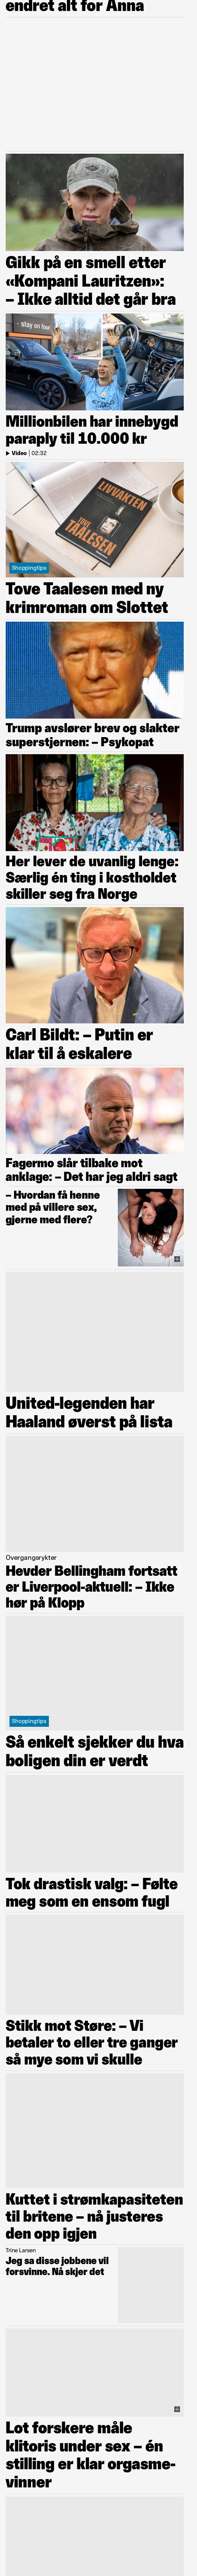 endret alt for Anna
Gikk på en smell etter
«Kompani Lauritzen»:
– Ikke alltid det går bra
- stay on four
Millionbilen har innebygd
paraply til 10.000 kr
Video | 02:32
LIVVAKTEN
TOVE TAALESEN
Shoppingtips
Tove Taalesen med ny
krimroman om Slottet
Trump avslører brev og slakter
superstjernen: – Psykopat
Her lever de uvanlig lenge:
Særlig én ting i kostholdet
skiller seg fra Norge
Carl Bildt: – Putin er
klar til å eskalere
Fagermo slår tilbake mot
anklage: – Det har jeg aldri sagt
– Hvordan få henne
med på villere sex,
gjerne med flere?
United-legenden har
Haaland øverst på lista
Overgangsrykter
Hevder Bellingham fortsatt
er Liverpool-aktuell: – Ikke
hør på Klopp
Shoppingtips
Så enkelt sjekker du hva
boligen din er verdt
Tok drastisk valg: – Følte
meg som en ensom fugl
Stikk mot Støre: – Vi
betaler to eller tre ganger
så mye som vi skulle
Kuttet i strømkapasiteten
til britene – nå justeres
den opp igjen
Trine Larsen
Jeg sa disse jobbene vil
forsvinne. Nå skjer det
Lot forskere måle
klitoris under sex – én
stilling er klar orgasme-
vinner